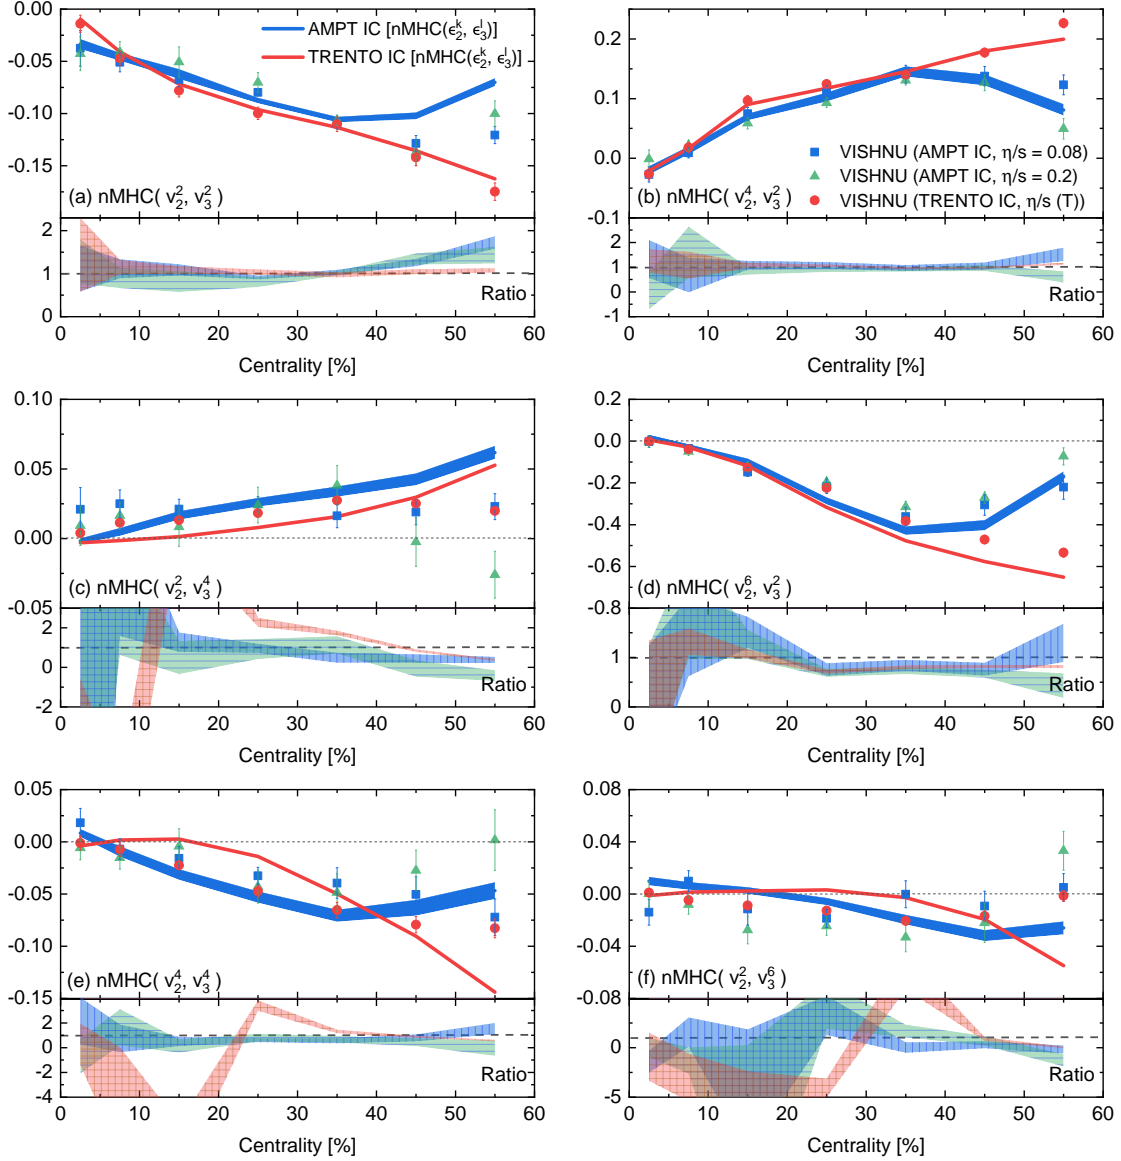 0.00
-0.05
-0.10
-0.15
AMPT IC [nMHC(ϵ₂ᵏ, ϵ₃ˡ)]
TRENTO IC [nMHC(ϵ₂ᵏ, ϵ₃ˡ)]
(a) nMHC( v₂², v₃²)
2
1
0
Ratio
0 10 20 30 40 50 60
Centrality [%]
0.2
0.1
0.0
-0.1
VISHNU (AMPT IC, η/s = 0.08)
VISHNU (AMPT IC, η/s = 0.2)
VISHNU (TRENTO IC, η/s (T))
(b) nMHC( v₂⁴, v₃²)
2
1
0
-1
Ratio
0 10 20 30 40 50 60
Centrality [%]
0.10
0.05
0.00
-0.05
(c) nMHC( v₂², v₃⁴)
2
0
-2
Ratio
0 10 20 30 40 50 60
Centrality [%]
0.2
0.0
-0.2
-0.4
-0.6
-0.8
(d) nMHC( v₂⁶, v₃²)
1
0
Ratio
0 10 20 30 40 50 60
Centrality [%]
0.05
0.00
-0.05
-0.10
-0.15
(e) nMHC( v₂⁴, v₃⁴)
2
0
-2
-4
Ratio
0 10 20 30 40 50 60
Centrality [%]
0.08
0.04
0.00
-0.04
-0.08
(f) nMHC( v₂², v₃⁶)
0
-5
Ratio
0 10 20 30 40 50 60
Centrality [%]